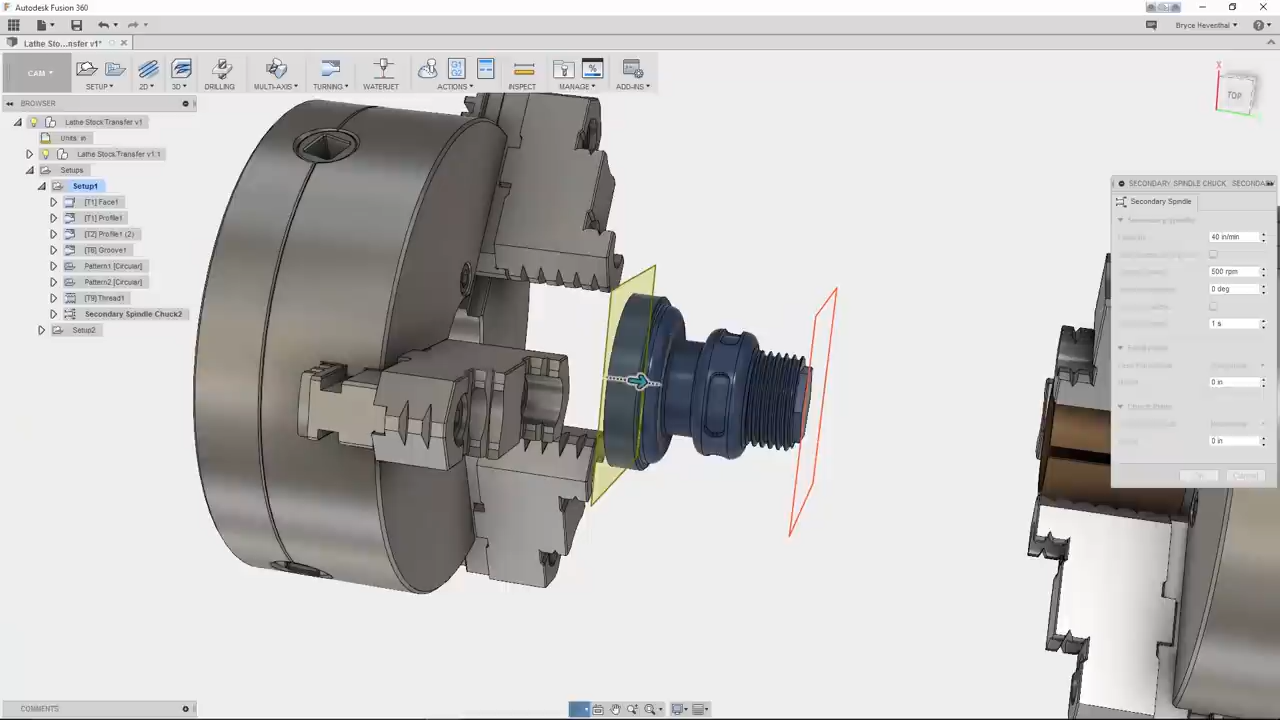 Autodesk Fusion 360
Bryce Heventhal
Lathe Sto...nsfer v1*
CAM
SETUP
2D
3D
DRILLING
MULTI-AXIS
TURNING
WATERJET
G1
G2
ACTIONS
INSPECT
%
MANAGE
ADD-INS
BROWSER
Lathe Stock Transfer v1
Units: in
Lathe Stock Transfer v1:1
Setups
Setup1
[T1] Face1
[T1] Profile1
[T2] Profile1 (2)
[T8] Groove1
Pattern1 [Circular]
Pattern2 [Circular]
[T9] Thread1
Secondary Spindle Chuck2
Setup2
X
TOP
SECONDARY SPINDLE CHUCK : SECONDA
Secondary Spindle
40 in/min
500 rpm
0 deg
1 s
0 in
0 in
Cancel
COMMENTS